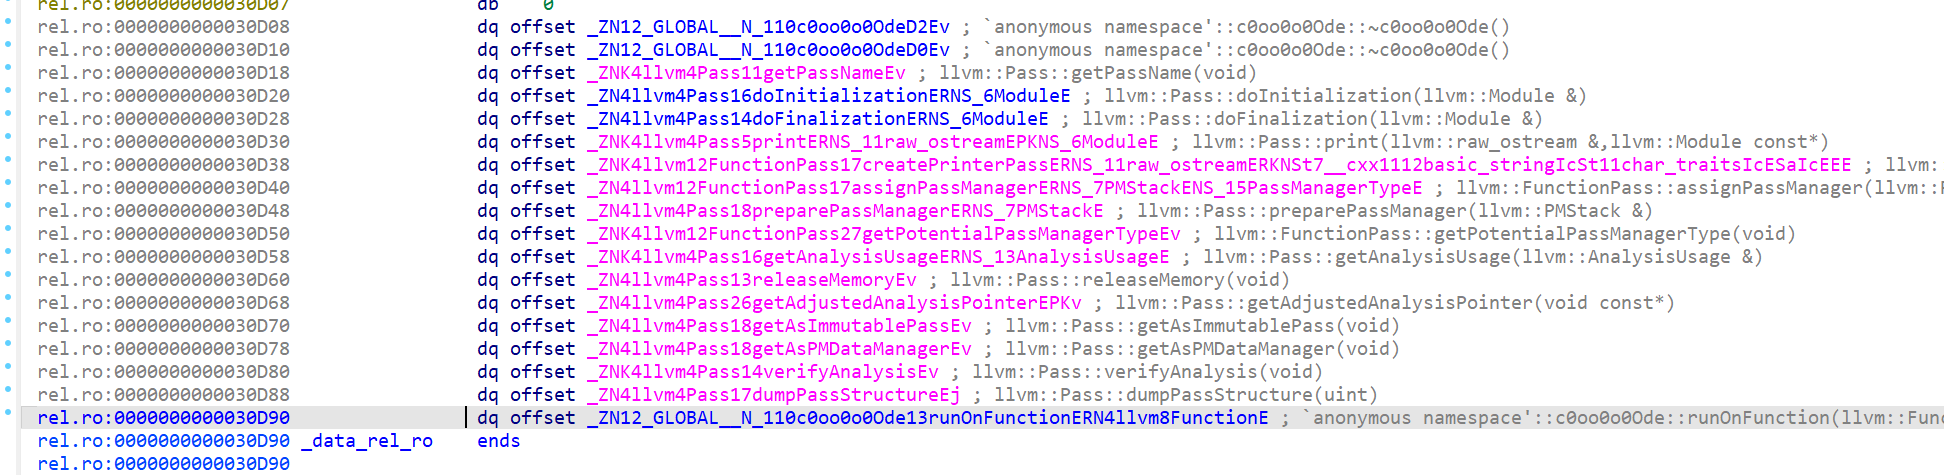 rel.ro:0000000000030D07 db 0
rel.ro:0000000000030D08 dq offset _ZN12_GLOBAL__N_110c0oo0o0OdeD2Ev ; `anonymous namespace'::c0oo0o0Ode::~c0oo0o0Ode()
rel.ro:0000000000030D10 dq offset _ZN12_GLOBAL__N_110c0oo0o0OdeD0Ev ; `anonymous namespace'::c0oo0o0Ode::~c0oo0o0Ode()
rel.ro:0000000000030D18 dq offset _ZNK4llvm4Pass11getPassNameEv ; llvm::Pass::getPassName(void)
rel.ro:0000000000030D20 dq offset _ZN4llvm4Pass16doInitializationERNS_6ModuleE ; llvm::Pass::doInitialization(llvm::Module &)
rel.ro:0000000000030D28 dq offset _ZN4llvm4Pass14doFinalizationERNS_6ModuleE ; llvm::Pass::doFinalization(llvm::Module &)
rel.ro:0000000000030D30 dq offset _ZNK4llvm4Pass5printERNS_11raw_ostreamEPKNS_6ModuleE ; llvm::Pass::print(llvm::raw_ostream &,llvm::Module const*)
rel.ro:0000000000030D38 dq offset _ZNK4llvm12FunctionPass17createPrinterPassERNS_11raw_ostreamERKNSt7__cxx1112basic_stringIcSt11char_traitsIcESaIcEEE ; llvm::
rel.ro:0000000000030D40 dq offset _ZN4llvm12FunctionPass17assignPassManagerERNS_7PMStackENS_15PassManagerTypeE ; llvm::FunctionPass::assignPassManager(llvm::
rel.ro:0000000000030D48 dq offset _ZN4llvm4Pass18preparePassManagerERNS_7PMStackE ; llvm::Pass::preparePassManager(llvm::PMStack &)
rel.ro:0000000000030D50 dq offset _ZNK4llvm12FunctionPass27getPotentialPassManagerTypeEv ; llvm::FunctionPass::getPotentialPassManagerType(void)
rel.ro:0000000000030D58 dq offset _ZNK4llvm4Pass16getAnalysisUsageERNS_13AnalysisUsageE ; llvm::Pass::getAnalysisUsage(llvm::AnalysisUsage &)
rel.ro:0000000000030D60 dq offset _ZN4llvm4Pass13releaseMemoryEv ; llvm::Pass::releaseMemory(void)
rel.ro:0000000000030D68 dq offset _ZN4llvm4Pass26getAdjustedAnalysisPointerEPKv ; llvm::Pass::getAdjustedAnalysisPointer(void const*)
rel.ro:0000000000030D70 dq offset _ZN4llvm4Pass18getAsImmutablePassEv ; llvm::Pass::getAsImmutablePass(void)
rel.ro:0000000000030D78 dq offset _ZN4llvm4Pass18getAsPMDataManagerEv ; llvm::Pass::getAsPMDataManager(void)
rel.ro:0000000000030D80 dq offset _ZNK4llvm4Pass14verifyAnalysisEv ; llvm::Pass::verifyAnalysis(void)
rel.ro:0000000000030D88 dq offset _ZN4llvm4Pass17dumpPassStructureEj ; llvm::Pass::dumpPassStructure(uint)
rel.ro:0000000000030D90 dq offset _ZN12_GLOBAL__N_110c0oo0o0Ode13runOnFunctionERN4llvm8FunctionE ; `anonymous namespace'::c0oo0o0Ode::runOnFunction(llvm::Func
rel.ro:0000000000030D90 _data_rel_ro ends
rel.ro:0000000000030D90